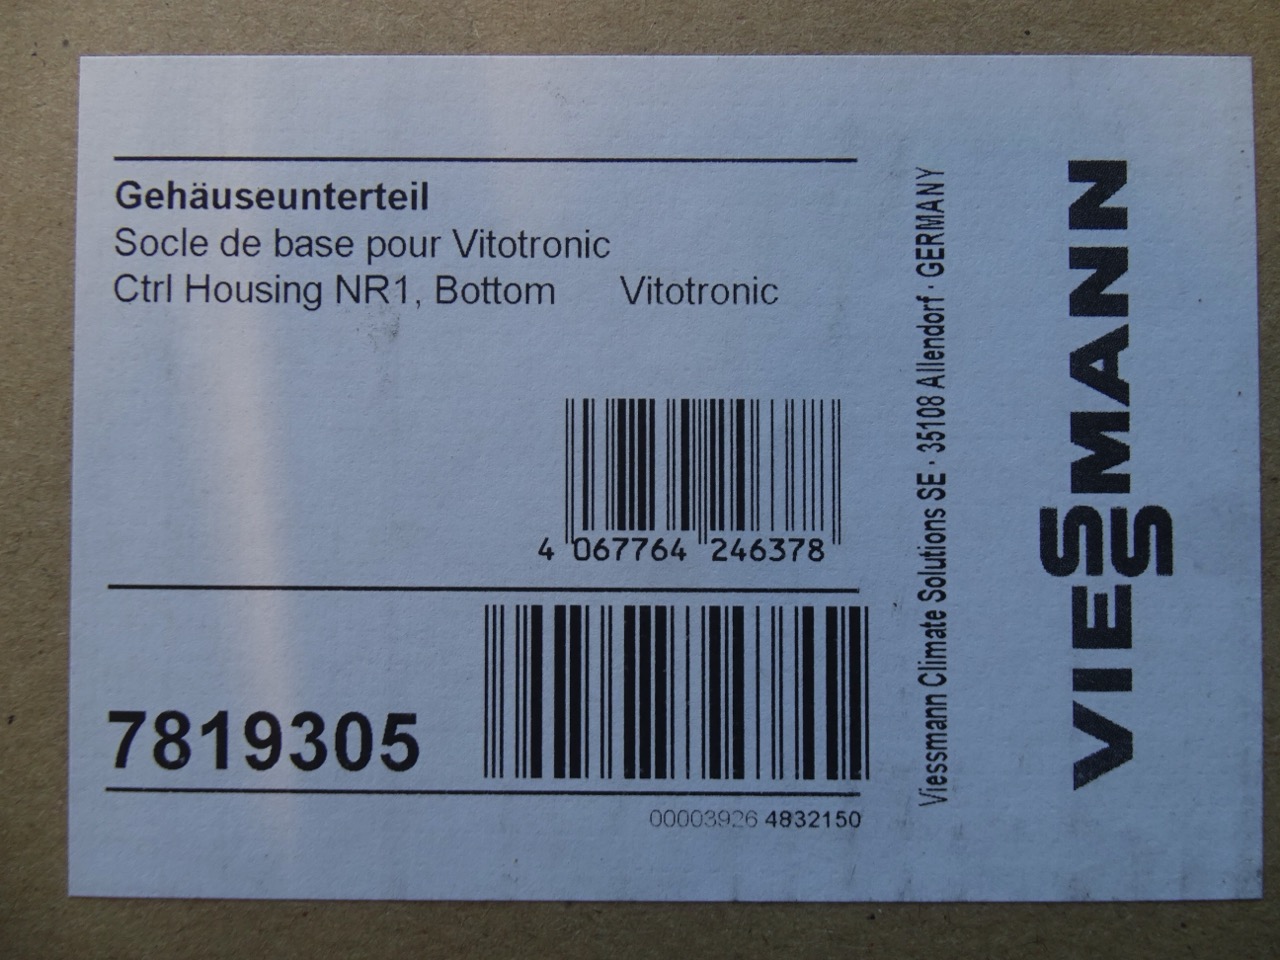 Gehäuseunterteil
Socle de base pour Vitotronic
Ctrl Housing NR1, Bottom Vitotronic
4 067764 246378
7819305
00003926 4832150
Viessmann Climate Solutions SE · 35108 Allendorf · GERMANY
VIESSMANN